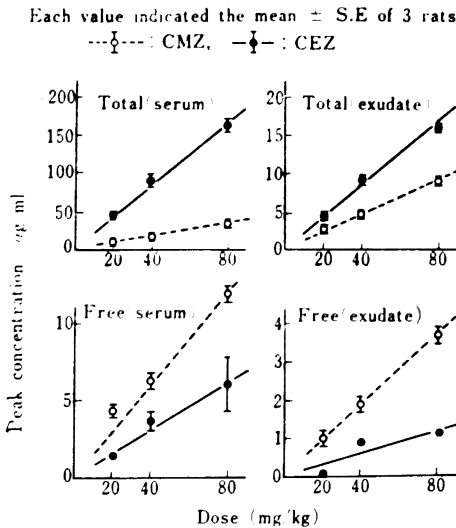 Each value indicated the mean ± S.E of 3 rats
: CMZ, : CEZ
Total (serum)
200
150
100
50
0
20 40 80
Total (exudate)
20
15
10
5
0
20 40 80
Peak concentration μg/ml
Free (serum)
10
5
0
20 40 80
Free (exudate)
4
3
2
1
0
20 40 80
Dose (mg/kg)